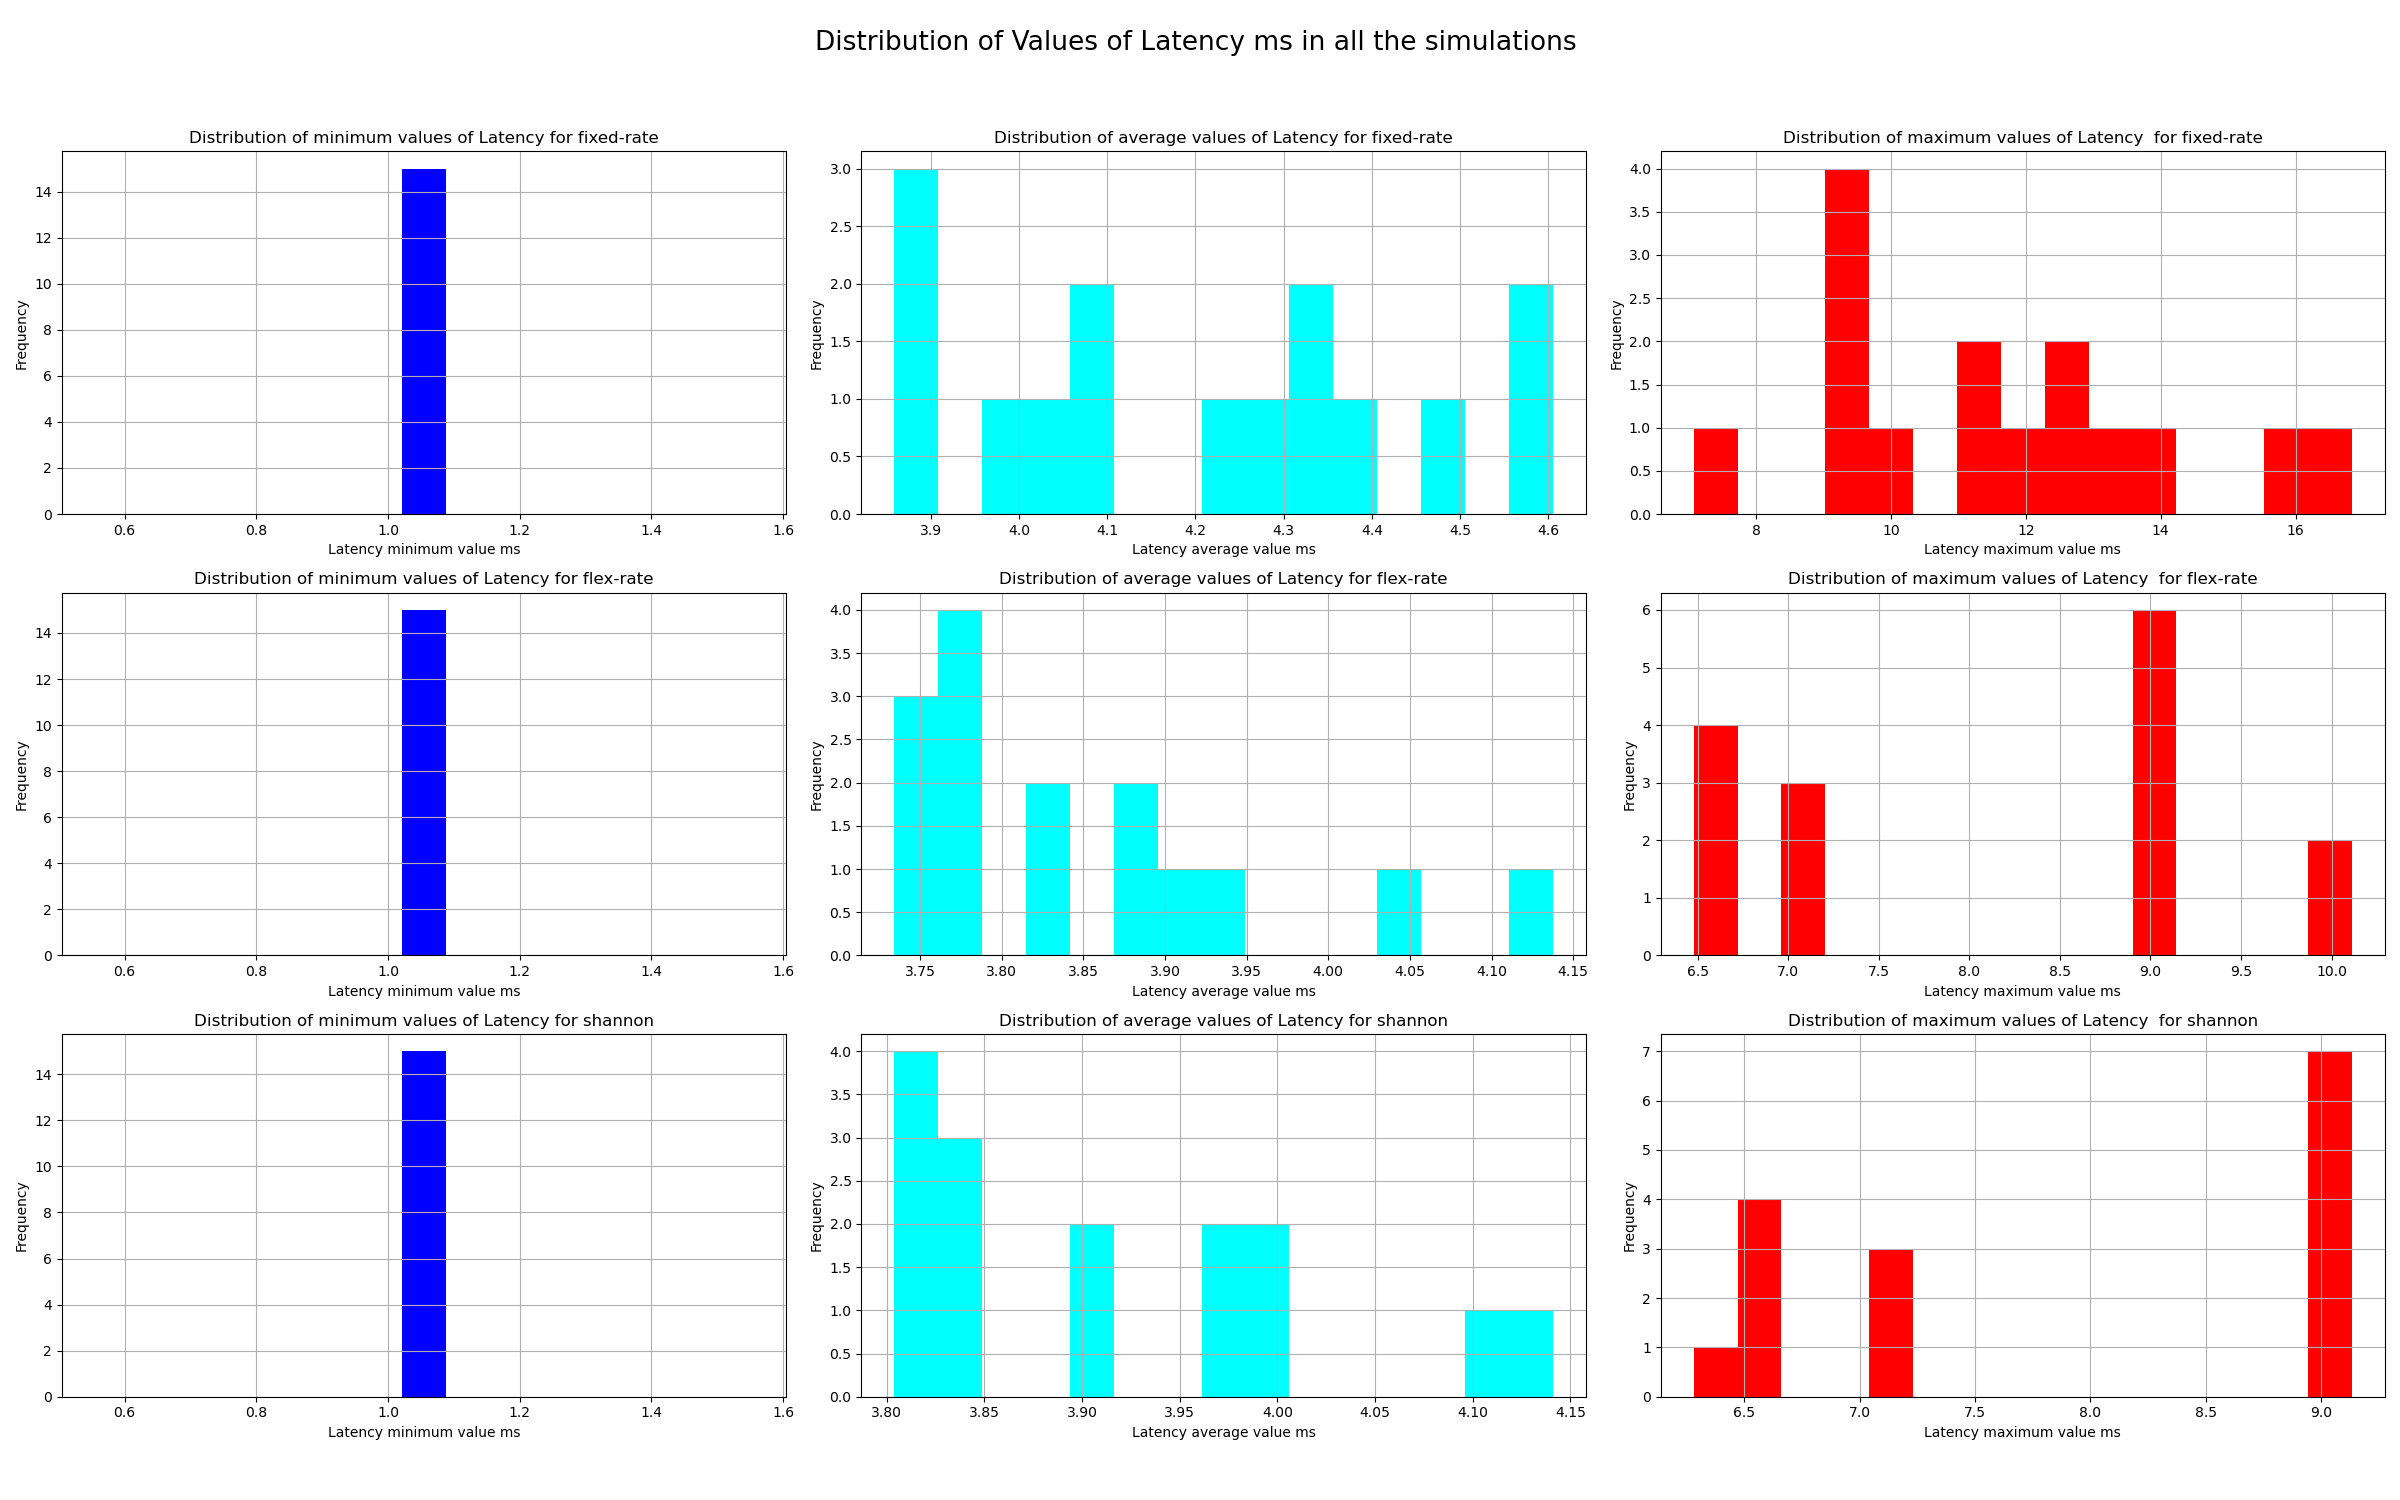 Distribution of Values of Latency ms in all the simulations
Distribution of minimum values of Latency for fixed-rate
Frequency
14
12
10
8
6
4
2
0
0.6 0.8 1.0 1.2 1.4 1.6
Latency minimum value ms
Distribution of average values of Latency for fixed-rate
Frequency
3.0
2.5
2.0
1.5
1.0
0.5
0.0
3.9 4.0 4.1 4.2 4.3 4.4 4.5 4.6
Latency average value ms
Distribution of maximum values of Latency  for fixed-rate
Frequency
4.0
3.5
3.0
2.5
2.0
1.5
1.0
0.5
0.0
8 10 12 14 16
Latency maximum value ms
Distribution of minimum values of Latency for flex-rate
Frequency
14
12
10
8
6
4
2
0
0.6 0.8 1.0 1.2 1.4 1.6
Latency minimum value ms
Distribution of average values of Latency for flex-rate
Frequency
4.0
3.5
3.0
2.5
2.0
1.5
1.0
0.5
0.0
3.75 3.80 3.85 3.90 3.95 4.00 4.05 4.10 4.15
Latency average value ms
Distribution of maximum values of Latency  for flex-rate
Frequency
6
5
4
3
2
1
0
6.5 7.0 7.5 8.0 8.5 9.0 9.5 10.0
Latency maximum value ms
Distribution of minimum values of Latency for shannon
Frequency
14
12
10
8
6
4
2
0
0.6 0.8 1.0 1.2 1.4 1.6
Latency minimum value ms
Distribution of average values of Latency for shannon
Frequency
4.0
3.5
3.0
2.5
2.0
1.5
1.0
0.5
0.0
3.80 3.85 3.90 3.95 4.00 4.05 4.10 4.15
Latency average value ms
Distribution of maximum values of Latency  for shannon
Frequency
7
6
5
4
3
2
1
0
6.5 7.0 7.5 8.0 8.5 9.0
Latency maximum value ms